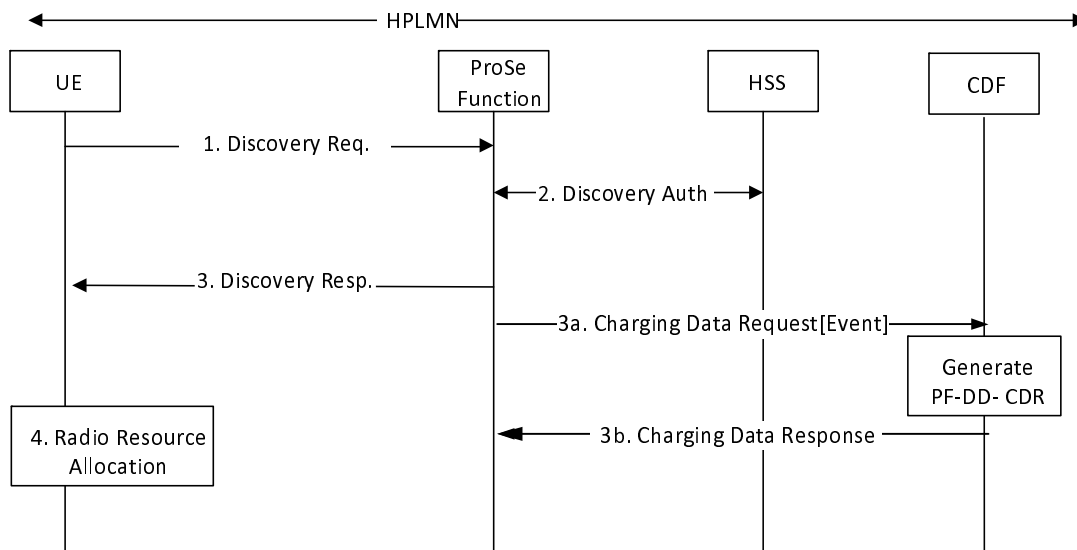 HPLMN
UE
ProSe
Function
HSS
CDF
1. Discovery Req.
2. Discovery Auth
3. Discovery Resp.
3a. Charging Data Request[Event]
Generate
PF-DD- CDR
4. Radio Resource
Allocation
3b. Charging Data Response